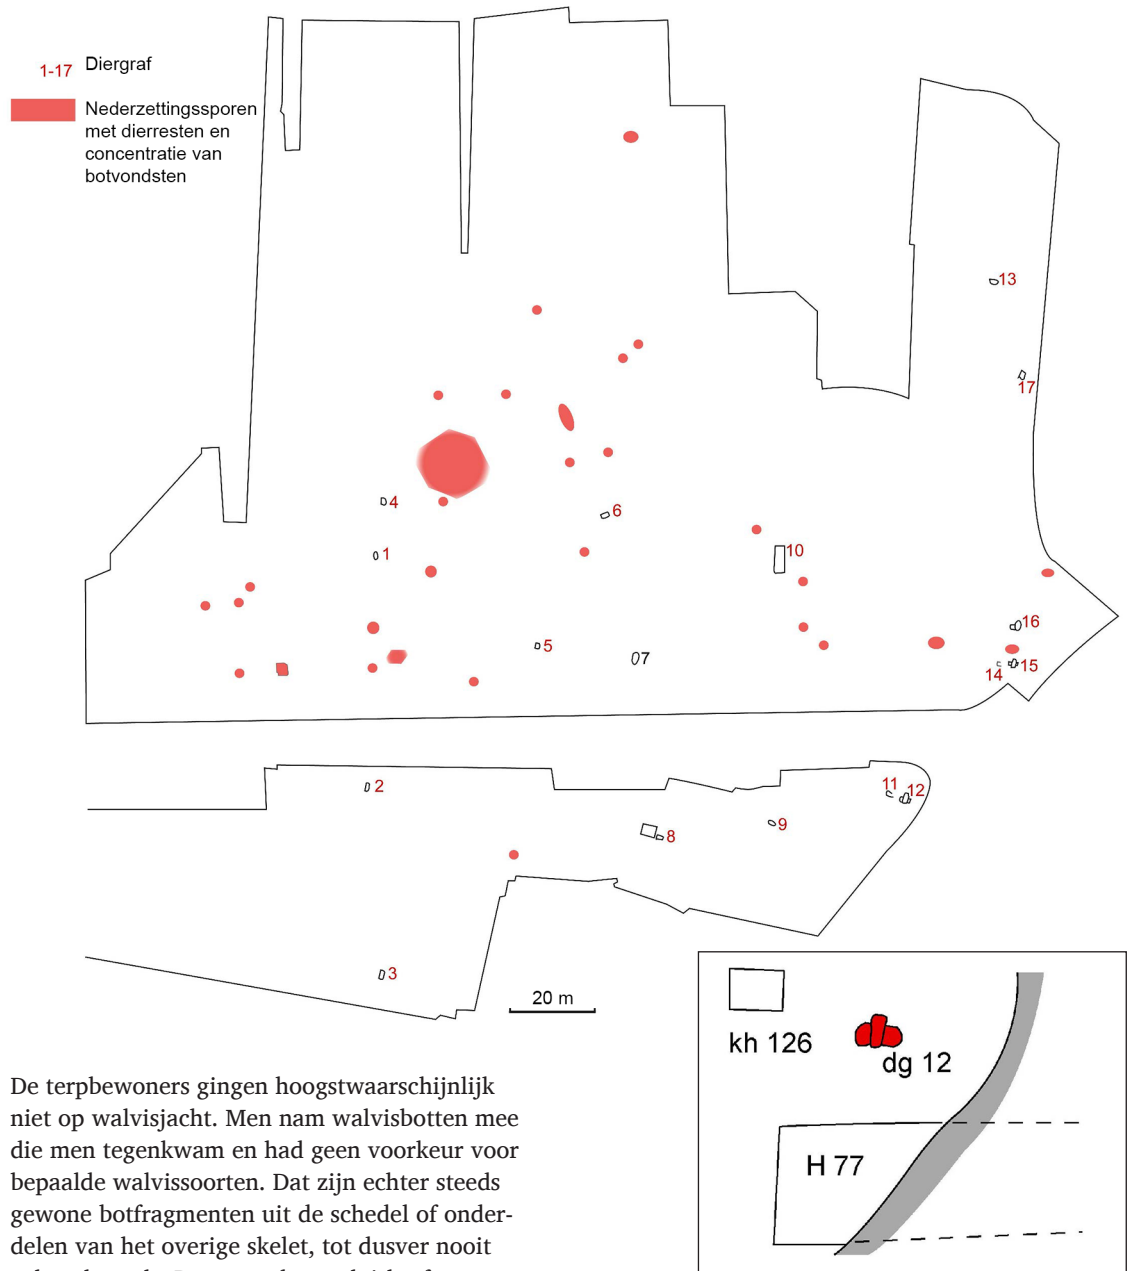 1-17 Diergraf
Nederzettingssporen
met dierresten en
concentratie van
botvondsten
13
17
4
6
1
10
16
5
07
15
14
2
11
12
8
9
3
20 m
kh 126
dg 12
H 77
De terpbewoners gingen hoogstwaarschijnlijk
niet op walvisjacht. Men nam walvisbotten mee
die men tegenkwam en had geen voorkeur voor
bepaalde walvissoorten. Dat zijn echter steeds
gewone botfragmenten uit de schedel of onder-
delen van het overige skelet, tot dusver nooit